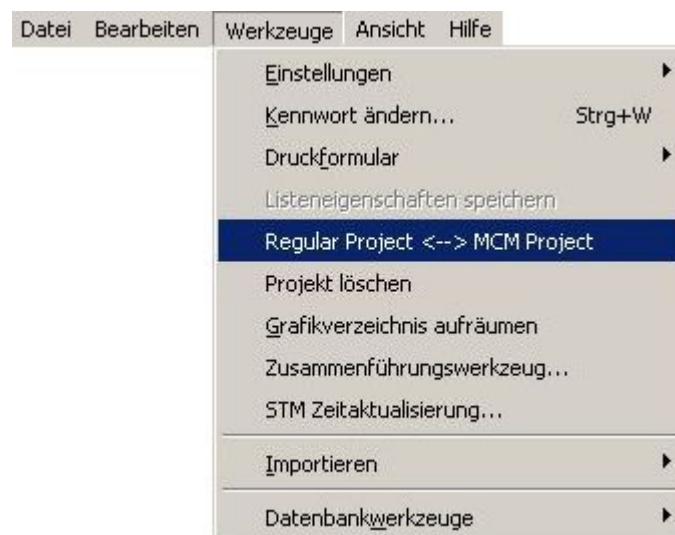 Datei Bearbeiten Werkzeuge Ansicht Hilfe
Einstellungen
Kennwort ändern... Strg+W
Druckformular
Listeneigenschaften speichern
Regular Project <--> MCM Project
Projekt löschen
Grafikverzeichnis aufräumen
Zusammenführungswerkzeug...
STM Zeitaktualisierung...
Importieren
Datenbankwerkzeuge